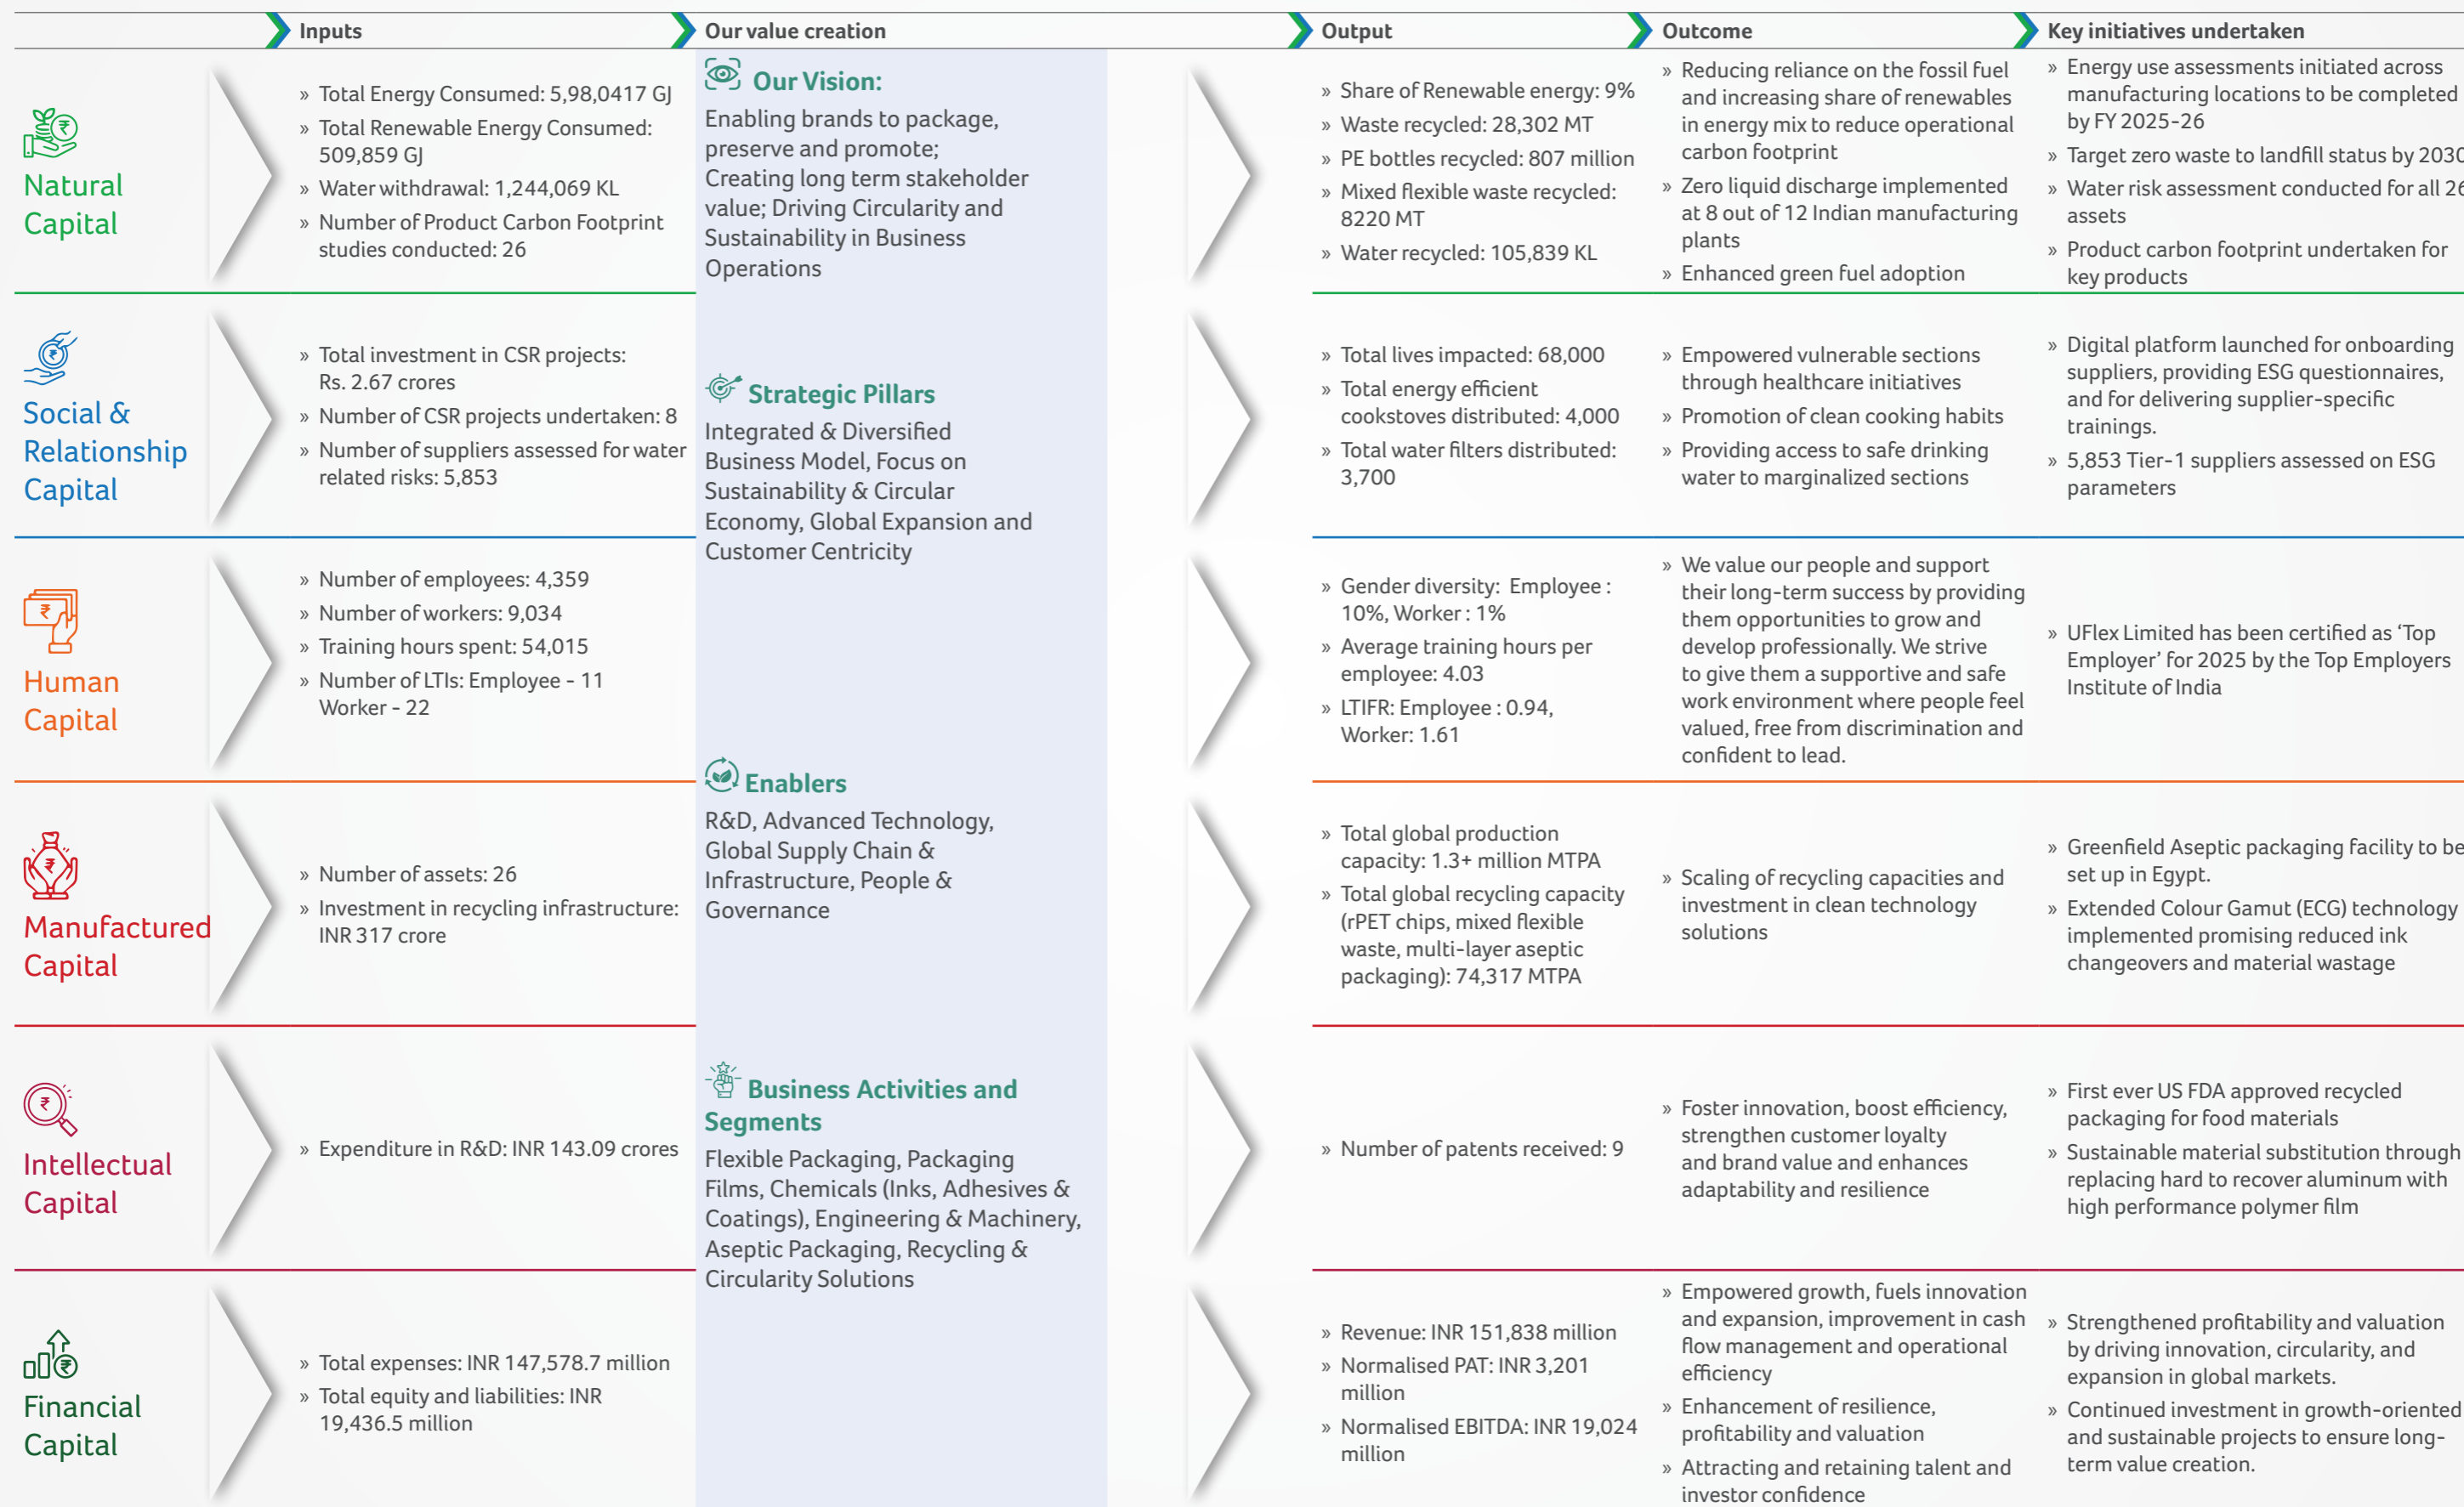 Inputs
Our value creation
Output
Outcome
Key initiatives undertaken
Natural
Capital
» Total Energy Consumed: 5,98,0417 GJ
» Total Renewable Energy Consumed:
509,859 GJ
» Water withdrawal: 1,244,069 KL
» Number of Product Carbon Footprint
studies conducted: 26
Our Vision:
Enabling brands to package,
preserve and promote;
Creating long term stakeholder
value; Driving Circularity and
Sustainability in Business
Operations
» Share of Renewable energy: 9%
» Waste recycled: 28,302 MT
» PE bottles recycled: 807 million
» Mixed flexible waste recycled:
8220 MT
» Water recycled: 105,839 KL
» Reducing reliance on the fossil fuel
and increasing share of renewables
in energy mix to reduce operational
carbon footprint
» Zero liquid discharge implemented
at 8 out of 12 Indian manufacturing
plants
» Enhanced green fuel adoption
» Energy use assessments initiated across
manufacturing locations to be completed
by FY 2025-26
» Target zero waste to landfill status by 2030
» Water risk assessment conducted for all 26
assets
» Product carbon footprint undertaken for
key products
Social &
Relationship
Capital
» Total investment in CSR projects:
Rs. 2.67 crores
» Number of CSR projects undertaken: 8
» Number of suppliers assessed for water
related risks: 5,853
Strategic Pillars
Integrated & Diversified
Business Model, Focus on
Sustainability & Circular
Economy, Global Expansion and
Customer Centricity
» Total lives impacted: 68,000
» Total energy efficient
cookstoves distributed: 4,000
» Total water filters distributed:
3,700
» Empowered vulnerable sections
through healthcare initiatives
» Promotion of clean cooking habits
» Providing access to safe drinking
water to marginalized sections
» Digital platform launched for onboarding
suppliers, providing ESG questionnaires,
and for delivering supplier-specific
trainings.
» 5,853 Tier-1 suppliers assessed on ESG
parameters
Human
Capital
» Number of employees: 4,359
» Number of workers: 9,034
» Training hours spent: 54,015
» Number of LTIs: Employee - 11
Worker - 22
» Gender diversity: Employee :
10%, Worker : 1%
» Average training hours per
employee: 4.03
» LTIFR: Employee : 0.94,
Worker: 1.61
» We value our people and support
their long-term success by providing
them opportunities to grow and
develop professionally. We strive
to give them a supportive and safe
work environment where people feel
valued, free from discrimination and
confident to lead.
» UFlex Limited has been certified as ‘Top
Employer’ for 2025 by the Top Employers
Institute of India
Manufactured
Capital
» Number of assets: 26
» Investment in recycling infrastructure:
INR 317 crore
Enablers
R&D, Advanced Technology,
Global Supply Chain &
Infrastructure, People &
Governance
» Total global production
capacity: 1.3+ million MTPA
» Total global recycling capacity
(rPET chips, mixed flexible
waste, multi-layer aseptic
packaging): 74,317 MTPA
» Scaling of recycling capacities and
investment in clean technology
solutions
» Greenfield Aseptic packaging facility to be
set up in Egypt.
» Extended Colour Gamut (ECG) technology
implemented promising reduced ink
changeovers and material wastage
Intellectual
Capital
» Expenditure in R&D: INR 143.09 crores
Business Activities and
Segments
Flexible Packaging, Packaging
Films, Chemicals (Inks, Adhesives &
Coatings), Engineering & Machinery,
Aseptic Packaging, Recycling &
Circularity Solutions
» Number of patents received: 9
» Foster innovation, boost efficiency,
strengthen customer loyalty
and brand value and enhances
adaptability and resilience
» First ever US FDA approved recycled
packaging for food materials
» Sustainable material substitution through
replacing hard to recover aluminum with
high performance polymer film
Financial
Capital
» Total expenses: INR 147,578.7 million
» Total equity and liabilities: INR
19,436.5 million
» Revenue: INR 151,838 million
» Normalised PAT: INR 3,201
million
» Normalised EBITDA: INR 19,024
million
» Empowered growth, fuels innovation
and expansion, improvement in cash
flow management and operational
efficiency
» Enhancement of resilience,
profitability and valuation
» Attracting and retaining talent and
investor confidence
» Strengthened profitability and valuation
by driving innovation, circularity, and
expansion in global markets.
» Continued investment in growth-oriented
and sustainable projects to ensure long-
term value creation.